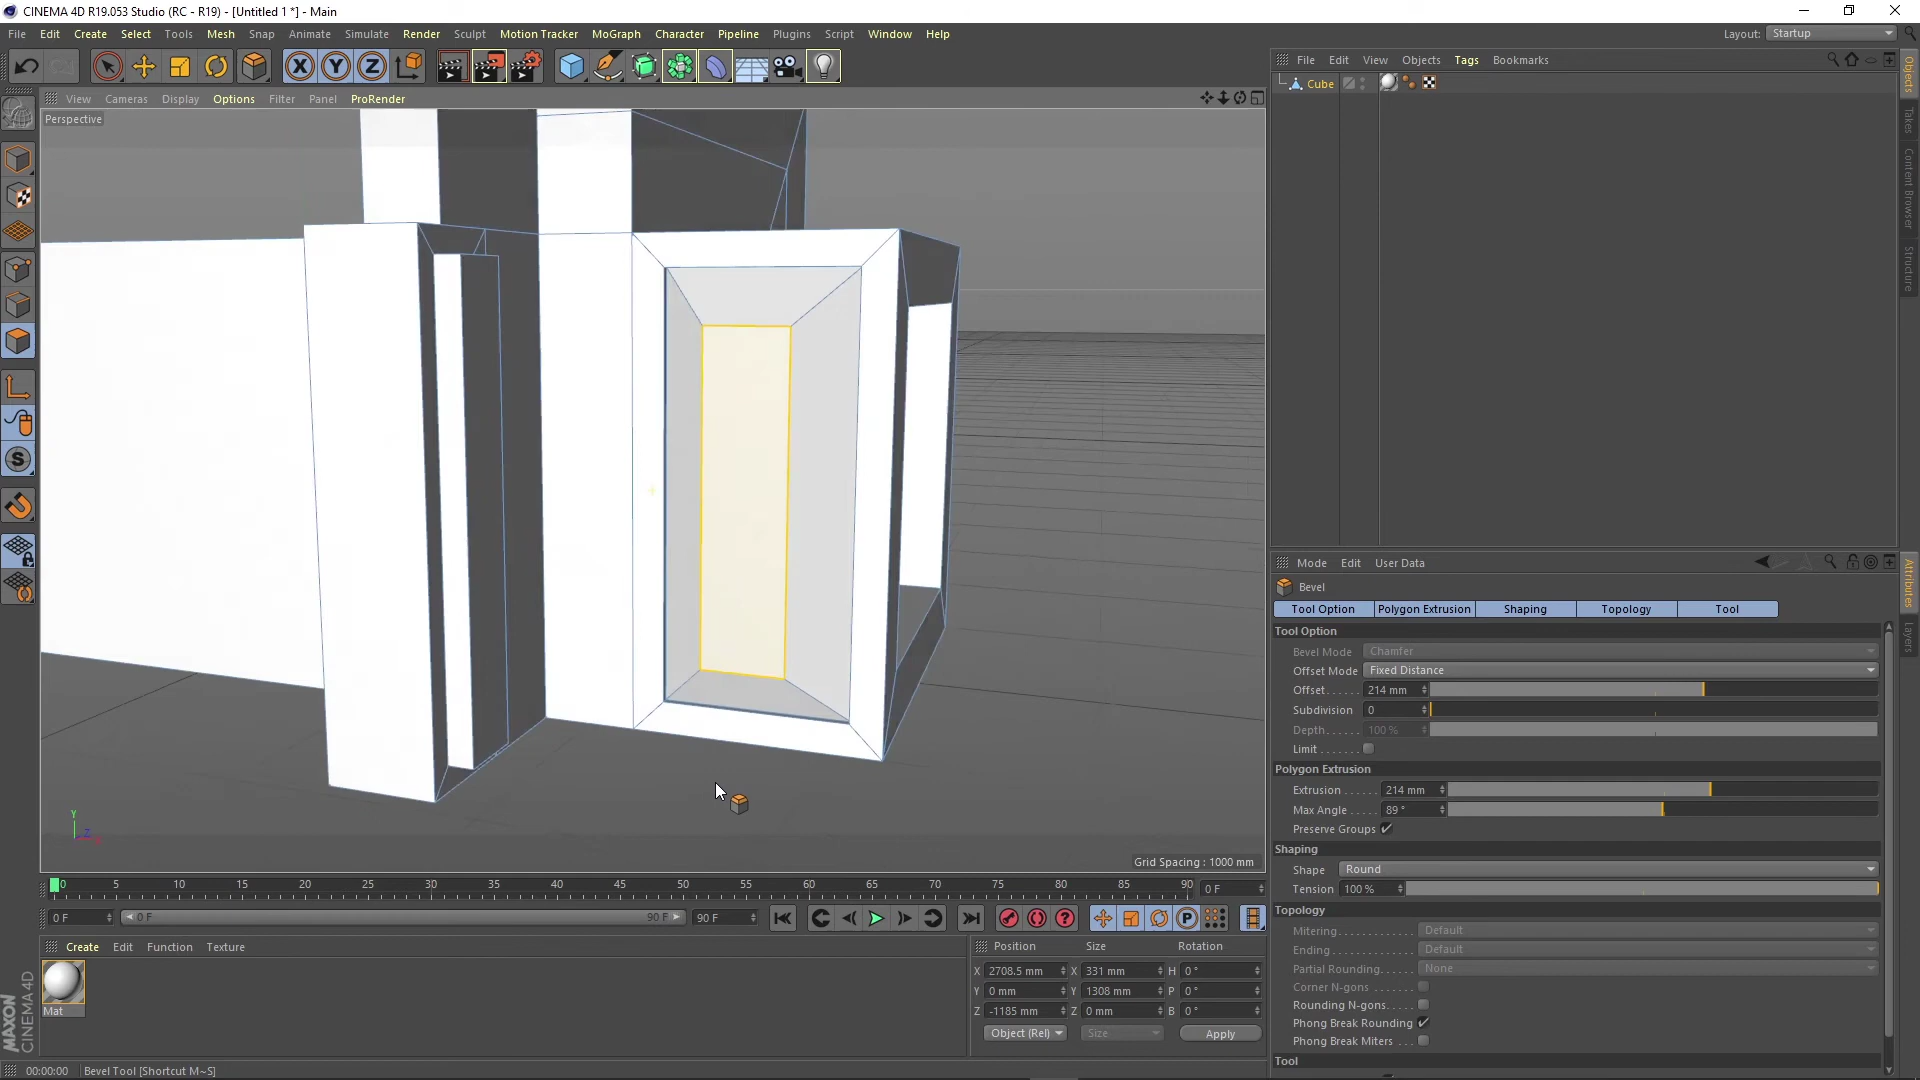 CINEMA 4D R19.053 Studio (RC - R19) - [Untitled 1 *] - Main
File Edit Create Select Tools Mesh Snap Animate Simulate Render Sculpt Motion Tracker MoGraph Character Pipeline Plugins Script Window Help
Layout: Startup
X Y Z
File Edit View Objects Tags Bookmarks
View Cameras Display Options Filter Panel ProRender
Perspective
Cube
Objects
Takes
Content Browser
Structure
S
Y
Z
Grid Spacing : 1000 mm
Mode Edit User Data
Attributes
Layers
Bevel
Tool Option Polygon Extrusion Shaping Topology Tool
Tool Option
Bevel Mode Chamfer
Offset Mode Fixed Distance
Offset...... 214 mm
Subdivision 0
Depth...... 100 %
Limit .......
Polygon Extrusion
Extrusion ...... 214 mm
Max Angle ..... 89 °
Preserve Groups
Shaping
Shape Round
Tension 100 %
Topology
Mitering............. Default
Ending............... Default
Partial Rounding...... None
Corner N-gons .......
Rounding N-gons.....
Phong Break Rounding
Phong Break Miters ...
Tool
0 5 10 15 20 25 30 35 40 45 50 55 60 65 70 75 80 85 90 0 F
0 F 0 F 90 F 90 F
P
Create Edit Function Texture
Mat
Position Size Rotation
X 2708.5 mm X 331 mm H 0 °
Y 0 mm Y 1308 mm P 0 °
Z -1185 mm Z 0 mm B 0 °
Object (Rel) Size Apply
MAXON
CINEMA 4D
00:00:00 Bevel Tool [Shortcut M~S]